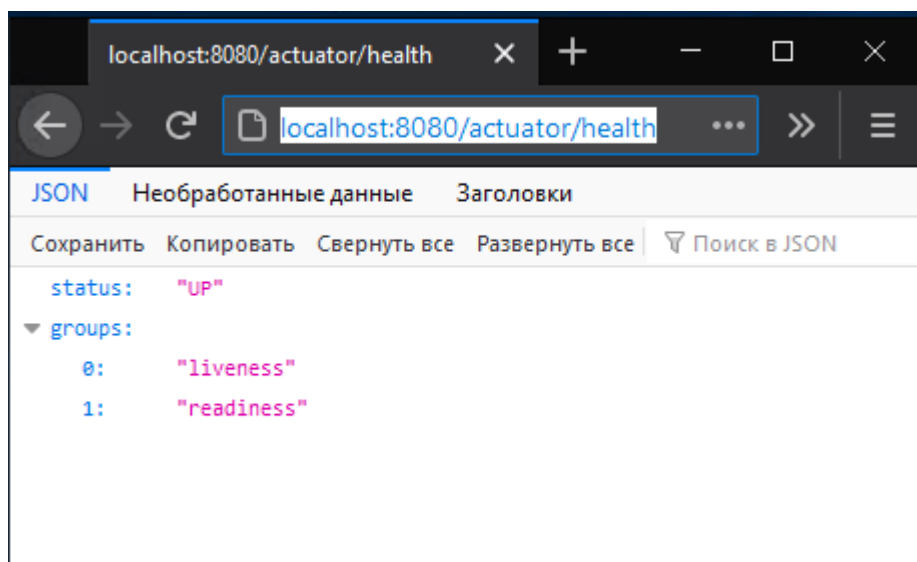 localhost:8080/actuator/health
localhost:8080/actuator/health
JSON Необработанные данные Заголовки
Сохранить Копировать Свернуть все Развернуть все Поиск в JSON
status: "UP"
groups:
0: "liveness"
1: "readiness"